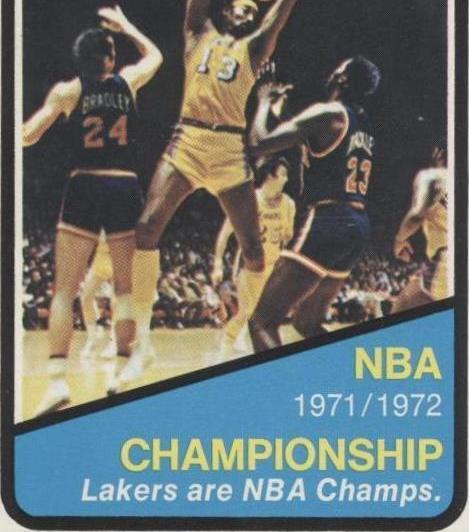 13
BRADLEY
24
23
NBA
1971/1972
CHAMPIONSHIP
Lakers are NBA Champs.